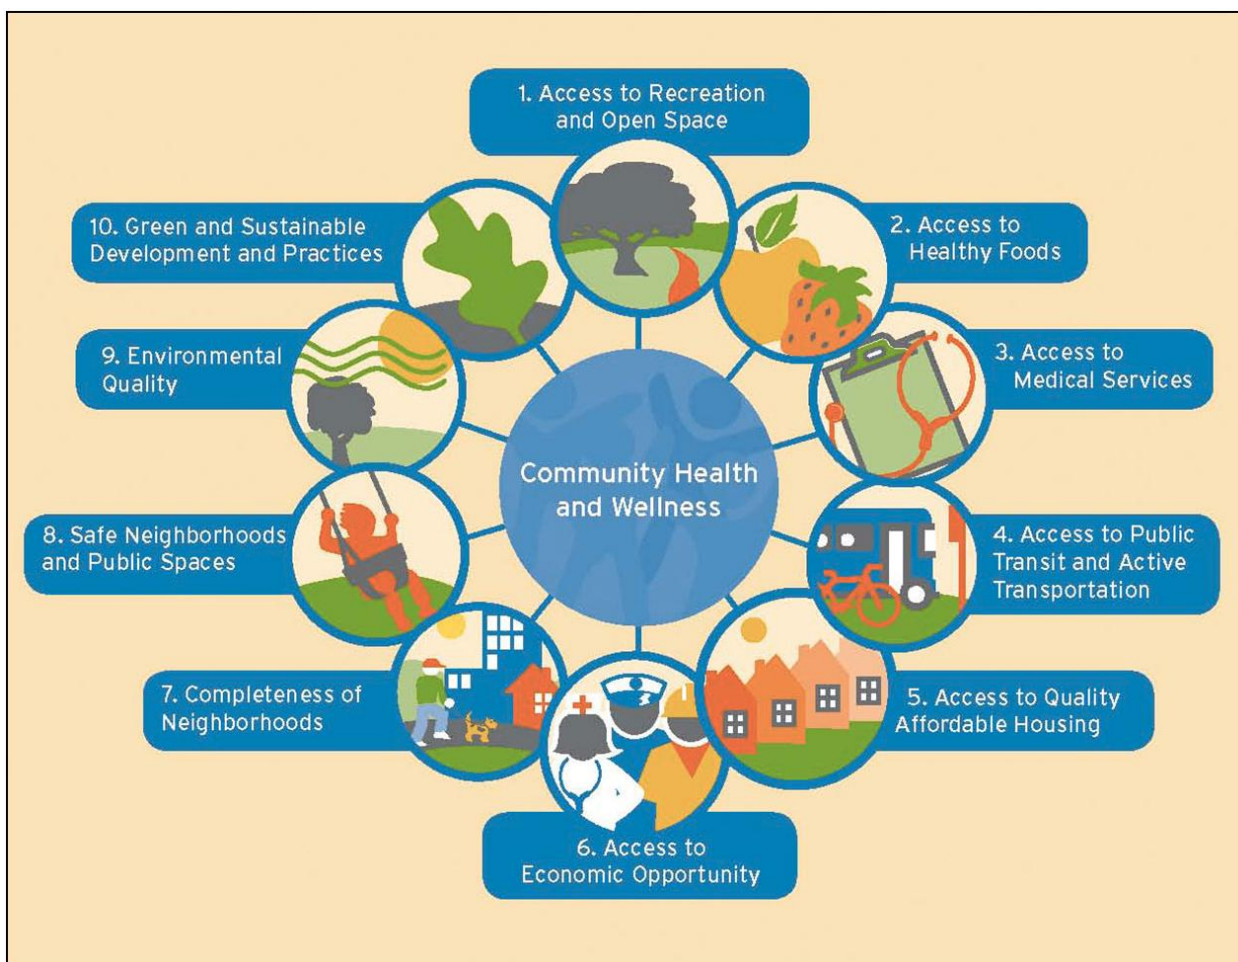 1. Access to Recreation
and Open Space
2. Access to
Healthy Foods
3. Access to
Medical Services
4. Access to Public
Transit and Active
Transportation
5. Access to Quality
Affordable Housing
6. Access to
Economic Opportunity
7. Completeness of
Neighborhoods
8. Safe Neighborhoods
and Public Spaces
9. Environmental
Quality
10. Green and Sustainable
Development and Practices
Community Health
and Wellness